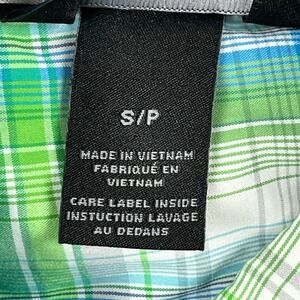 S/P
MADE IN VIETNAM
FABRIQUÉ EN
VIETNAM
CARE LABEL INSIDE
INSTUCTION LAVAGE
AU DEDANS